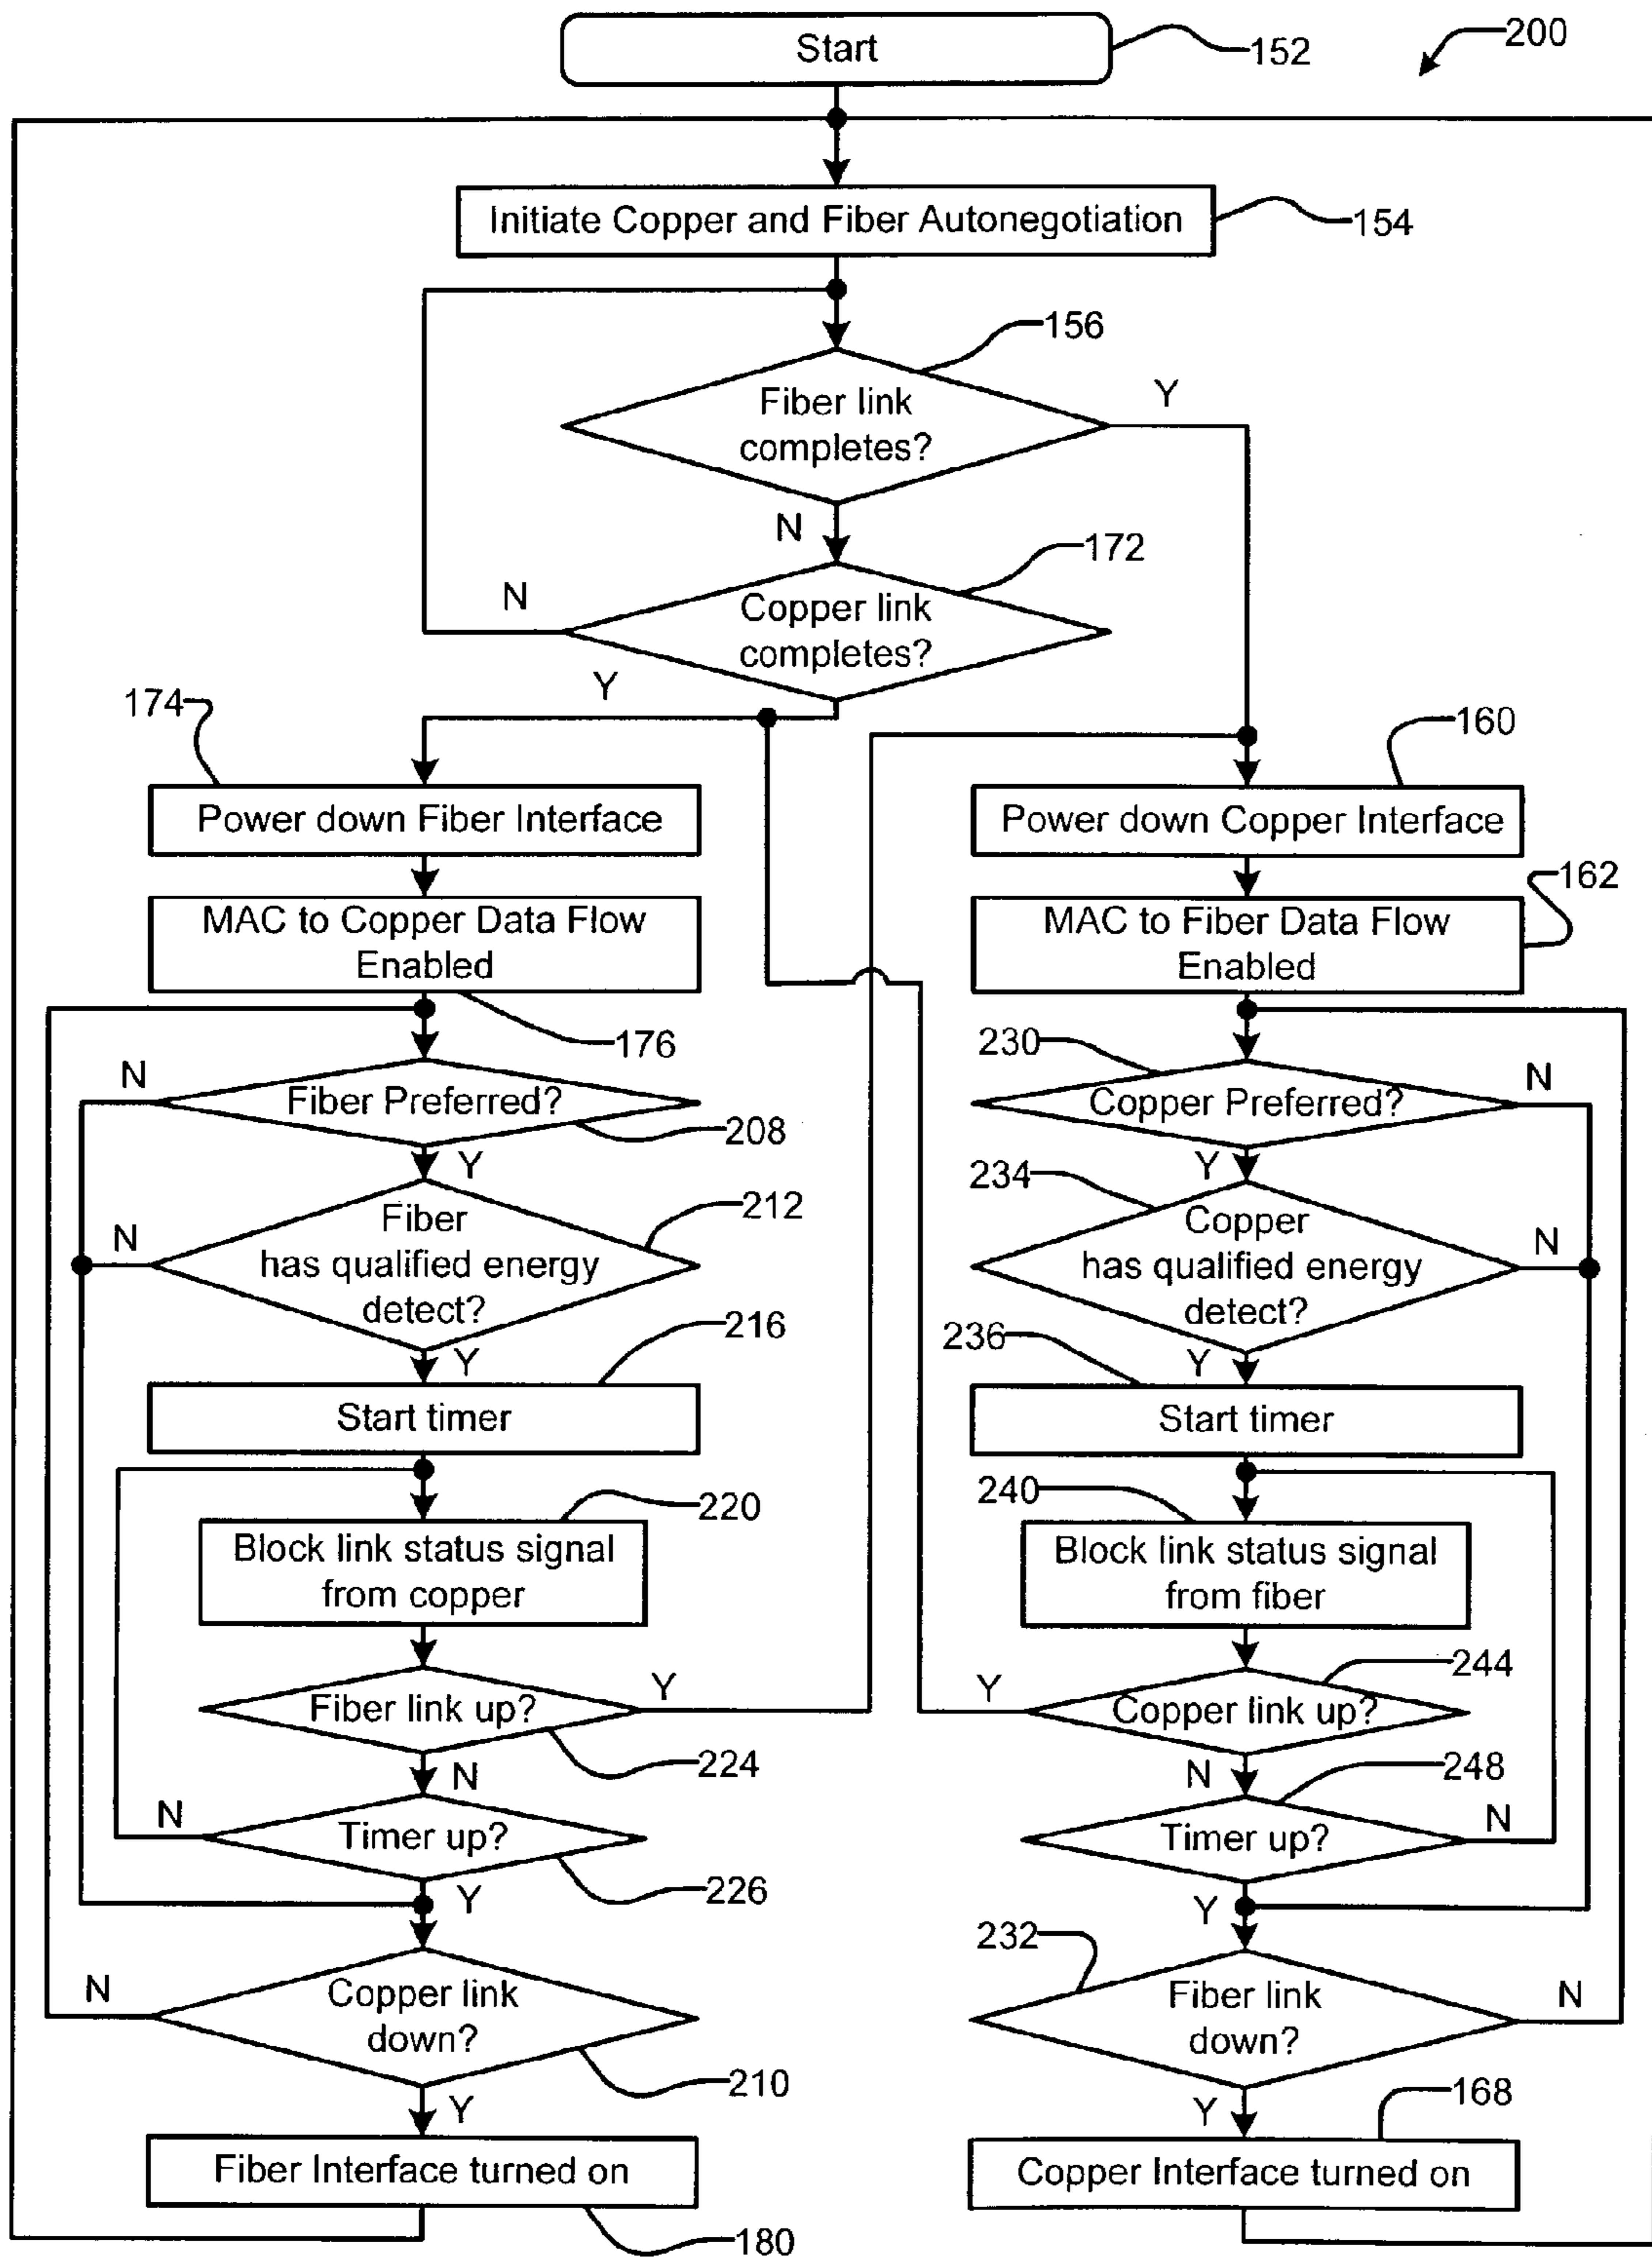 Start
152
200
Initiate Copper and Fiber Autonegotiation
154
156
Fiber link
completes?
Y
N
172
Copper link
completes?
N
Y
174
160
Power down Fiber Interface
Power down Copper Interface
162
MAC to Copper Data Flow
Enabled
MAC to Fiber Data Flow
Enabled
176
230
N
Fiber Preferred?
208
Copper Preferred?
N
Y
Y
234
212
Fiber
has qualified energy
detect?
N
Copper
has qualified energy
detect?
N
216
236
Y
Y
Start timer
Start timer
220
240
Block link status signal
from copper
Block link status signal
from fiber
244
Fiber link up?
Y
Y
Copper link up?
224
N
N
248
N
Timer up?
Timer up?
N
226
Y
Y
232
Copper link
down?
N
Fiber link
down?
N
210
Y
Y
168
Fiber Interface turned on
Copper Interface turned on
180